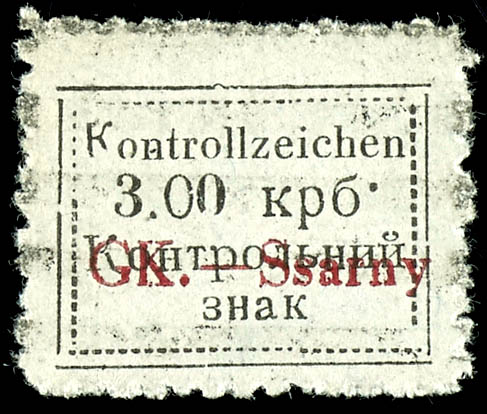 Kontrollzeichen
3.00 крб.
Контрольний
GK. — Ssarny
знак